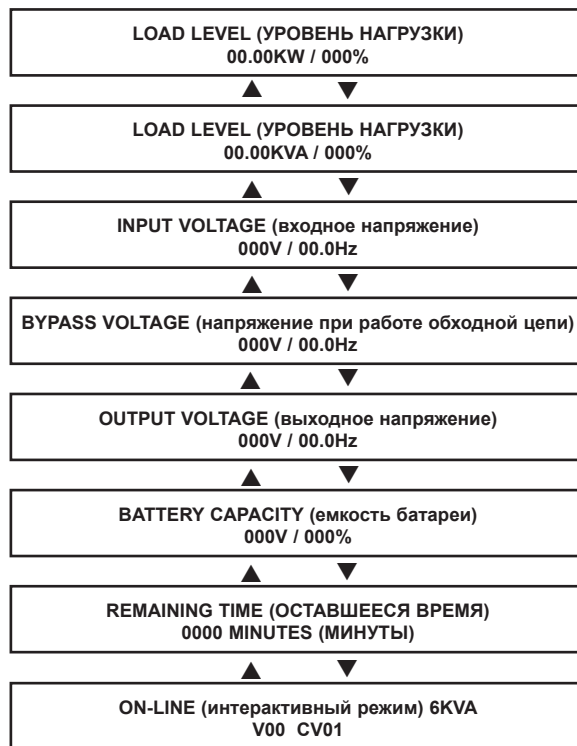 LOAD LEVEL (УРОВЕНЬ НАГРУЗКИ)
00.00KW / 000%
LOAD LEVEL (УРОВЕНЬ НАГРУЗКИ)
00.00KVA / 000%
INPUT VOLTAGE (входное напряжение)
000V / 00.0Hz
BYPASS VOLTAGE (напряжение при работе обходной цепи)
000V / 00.0Hz
OUTPUT VOLTAGE (выходное напряжение)
000V / 00.0Hz
BATTERY CAPACITY (емкость батареи)
000V / 000%
REMAINING TIME (ОСТАВШЕЕСЯ ВРЕМЯ)
0000 MINUTES (МИНУТЫ)
ON-LINE (интерактивный режим) 6KVA
V00 CV01